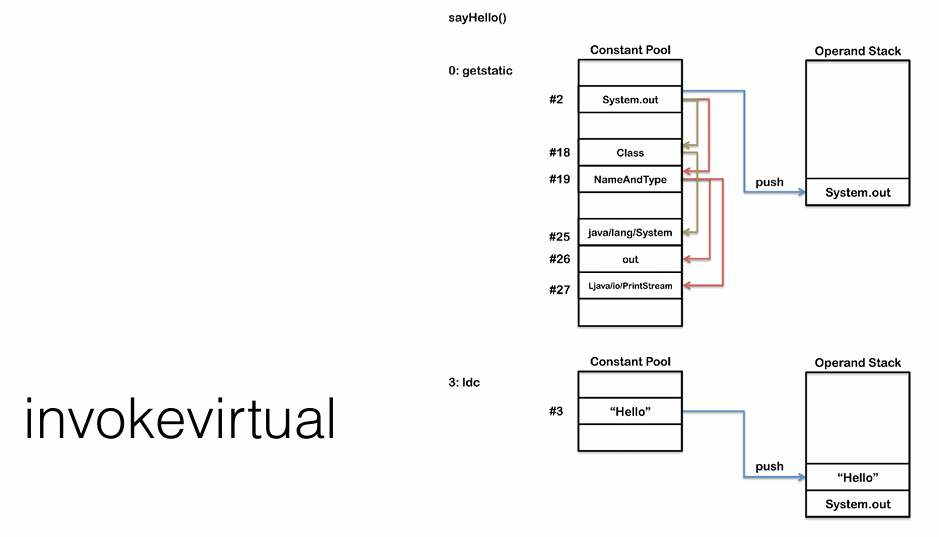 sayHello()
0: getstatic
Constant Pool
Operand Stack
#2
System.out
#18
Class
#19
NameAndType
#25
java/lang/System
#26
out
#27
Ljava/io/PrintStream
push
System.out
invokevirtual
3: ldc
Constant Pool
Operand Stack
#3
“Hello”
push
“Hello”
System.out